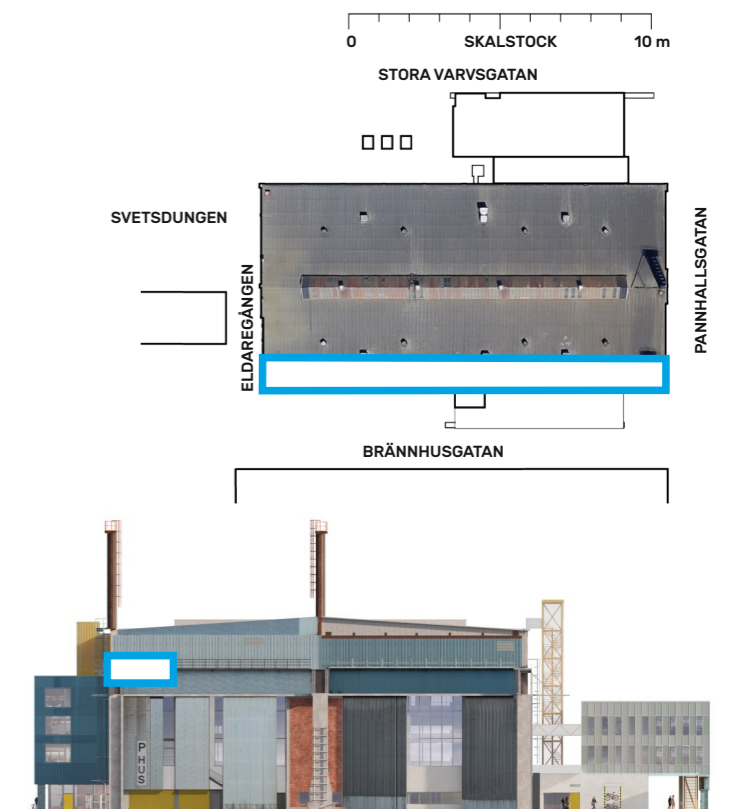 0 SKALSTOCK 10 m
STORA VARVSGATAN
SVETSDUNGEN
ELDAREGÅNGEN
PANNHALLSGATAN
BRÄNNHUSGATAN
P HUS